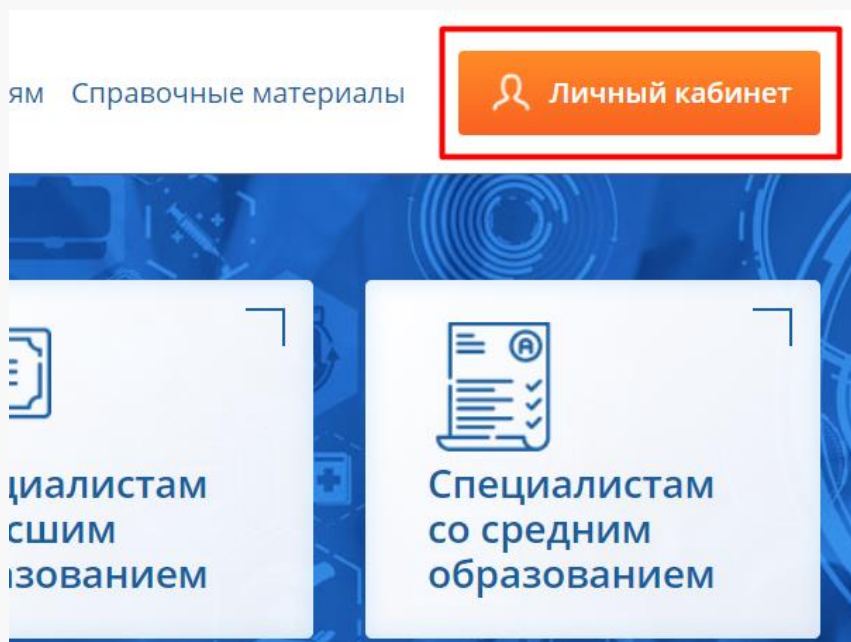 ям Справочные материалы
Личный кабинет
циалистам
сшим
зованием
Специалистам
со средним
образованием